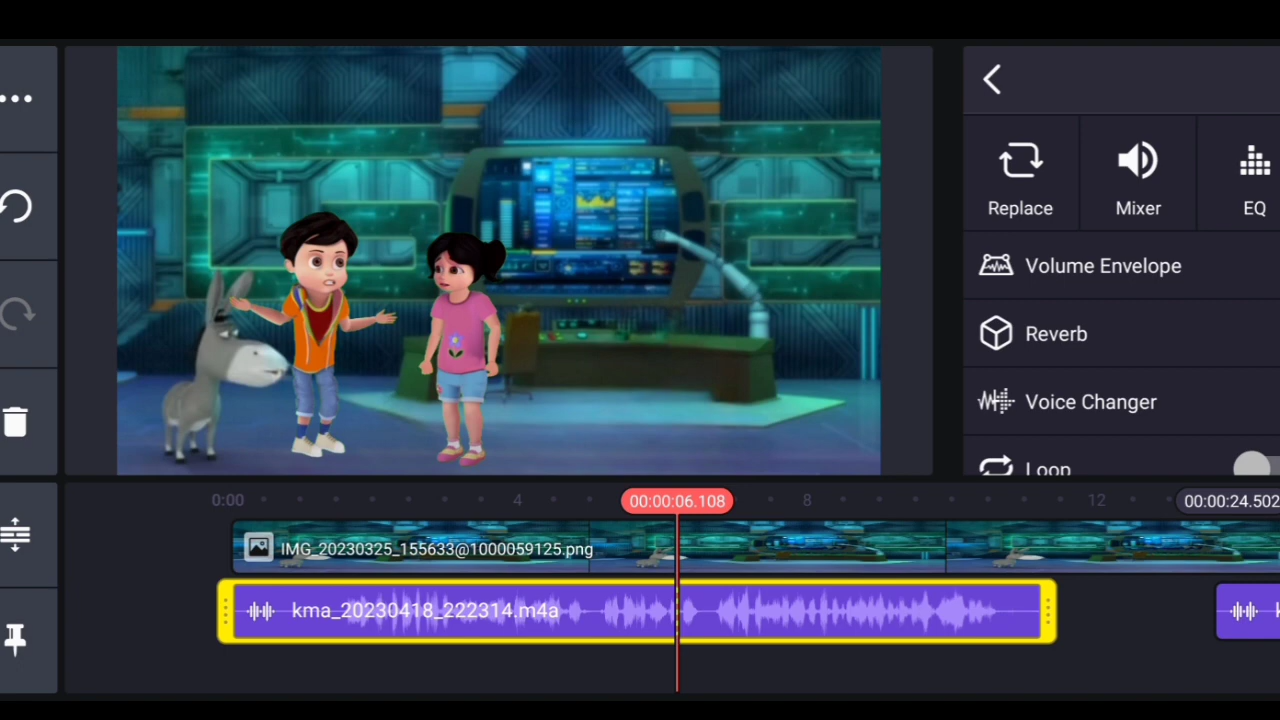 Replace
Mixer
EQ
Volume Envelope
Reverb
Voice Changer
Loop
0:00
4
00:00:06.108
8
12
00:00:24.502
IMG_20230325_155633@1000059125.png
kma_20230418_222314.m4a